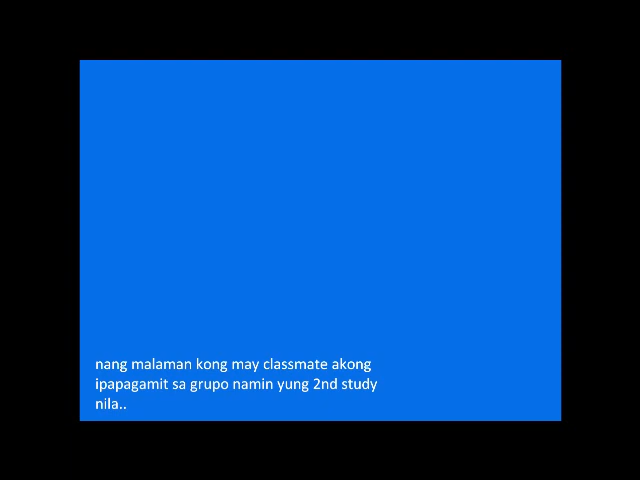 nang malaman kong may classmate akong
ipapagamit sa grupo namin yung 2nd study
nila..